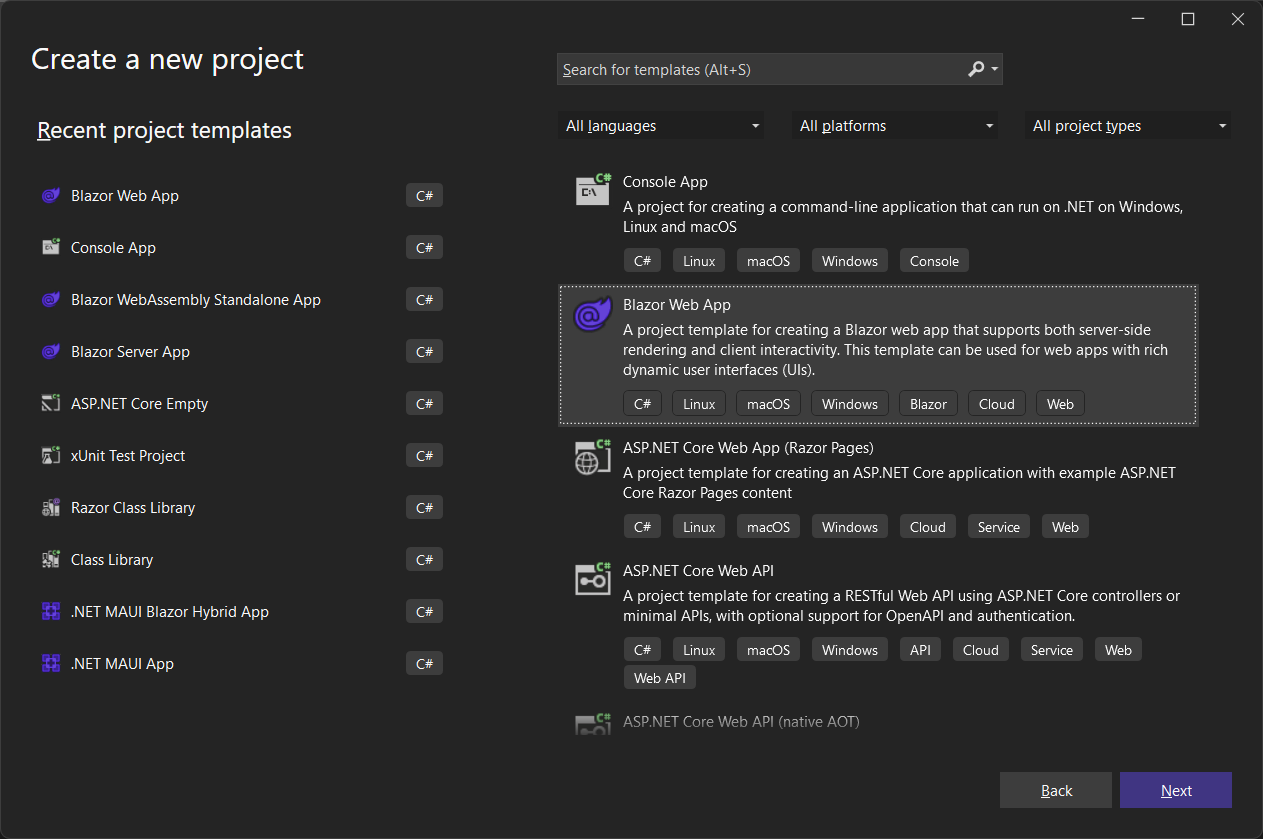 Create a new project
Search for templates (Alt+S)
Recent project templates
All languages
All platforms
All project types
Blazor Web App
C#
Console App
C#
Blazor WebAssembly Standalone App
C#
Blazor Server App
C#
ASP.NET Core Empty
C#
xUnit Test Project
C#
Razor Class Library
C#
Class Library
C#
.NET MAUI Blazor Hybrid App
C#
.NET MAUI App
C#
Console App
A project for creating a command-line application that can run on .NET on Windows,
Linux and macOS
C# Linux macOS Windows Console
Blazor Web App
A project template for creating a Blazor web app that supports both server-side
rendering and client interactivity. This template can be used for web apps with rich
dynamic user interfaces (UIs).
C# Linux macOS Windows Blazor Cloud Web
ASP.NET Core Web App (Razor Pages)
A project template for creating an ASP.NET Core application with example ASP.NET
Core Razor Pages content
C# Linux macOS Windows Cloud Service Web
ASP.NET Core Web API
A project template for creating a RESTful Web API using ASP.NET Core controllers or
minimal APIs, with optional support for OpenAPI and authentication.
C# Linux macOS Windows API Cloud Service Web
Web API
ASP.NET Core Web API (native AOT)
Back
Next